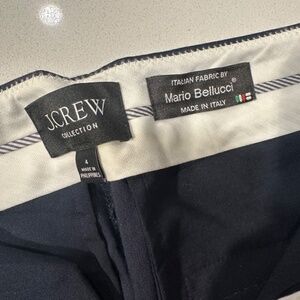 J.CREW
COLLECTION
4
MADE IN
PHILIPPINES
ITALIAN FABRIC BY
Mario Bellucci
MADE IN ITALY